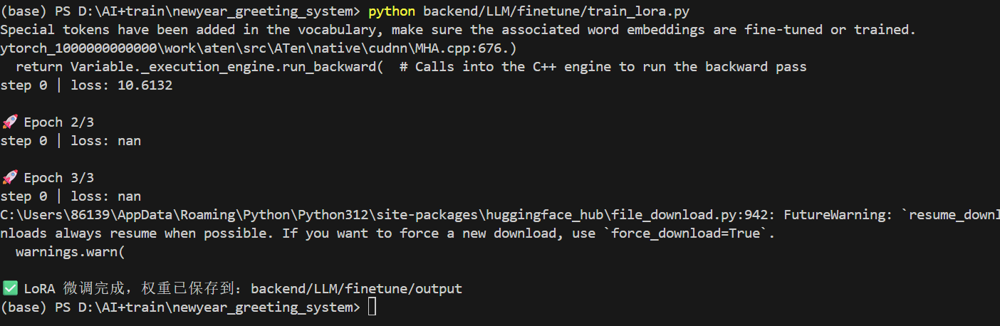 (base) PS D:\AI+train\newyear_greeting_system> python backend/LLM/finetune/train_lora.py
Special tokens have been added in the vocabulary, make sure the associated word embeddings are fine-tuned or trained.
ytorch_1000000000000\work\aten\src\ATen\native\cudnn\MHA.cpp:676.)
  return Variable._execution_engine.run_backward(  # Calls into the C++ engine to run the backward pass
step 0 | loss: 10.6132
🚀 Epoch 2/3
step 0 | loss: nan
🚀 Epoch 3/3
step 0 | loss: nan
C:\Users\86139\AppData\Roaming\Python\Python312\site-packages\huggingface_hub\file_download.py:942: FutureWarning: `resume_downl
nloads always resume when possible. If you want to force a new download, use `force_download=True`.
  warnings.warn(
✅ LoRA 微调完成，权重已保存到：backend/LLM/finetune/output
(base) PS D:\AI+train\newyear_greeting_system>